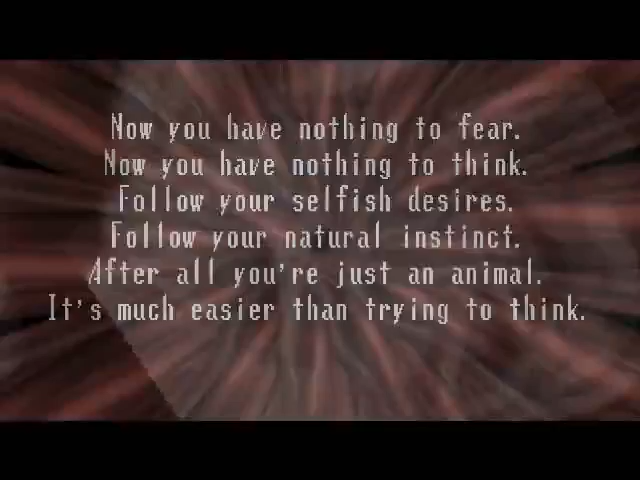 Now you have nothing to fear.
Now you have nothing to think.
Follow your selfish desires.
Follow your natural instinct.
After all you're just an animal.
It's much easier than trying to think.